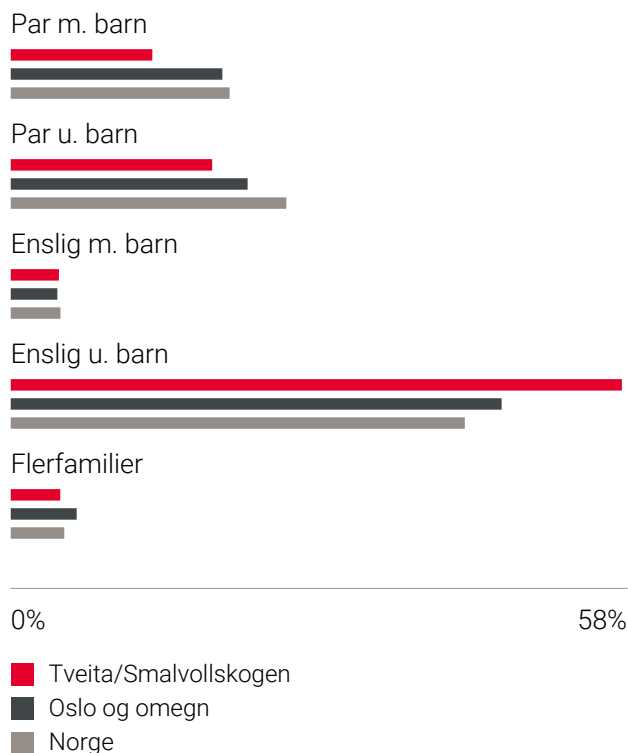 Par m. barn
Par u. barn
Enslig m. barn
Enslig u. barn
Flerfamilier
0% 58%
Tveita/Smalvollskogen
Oslo og omegn
Norge